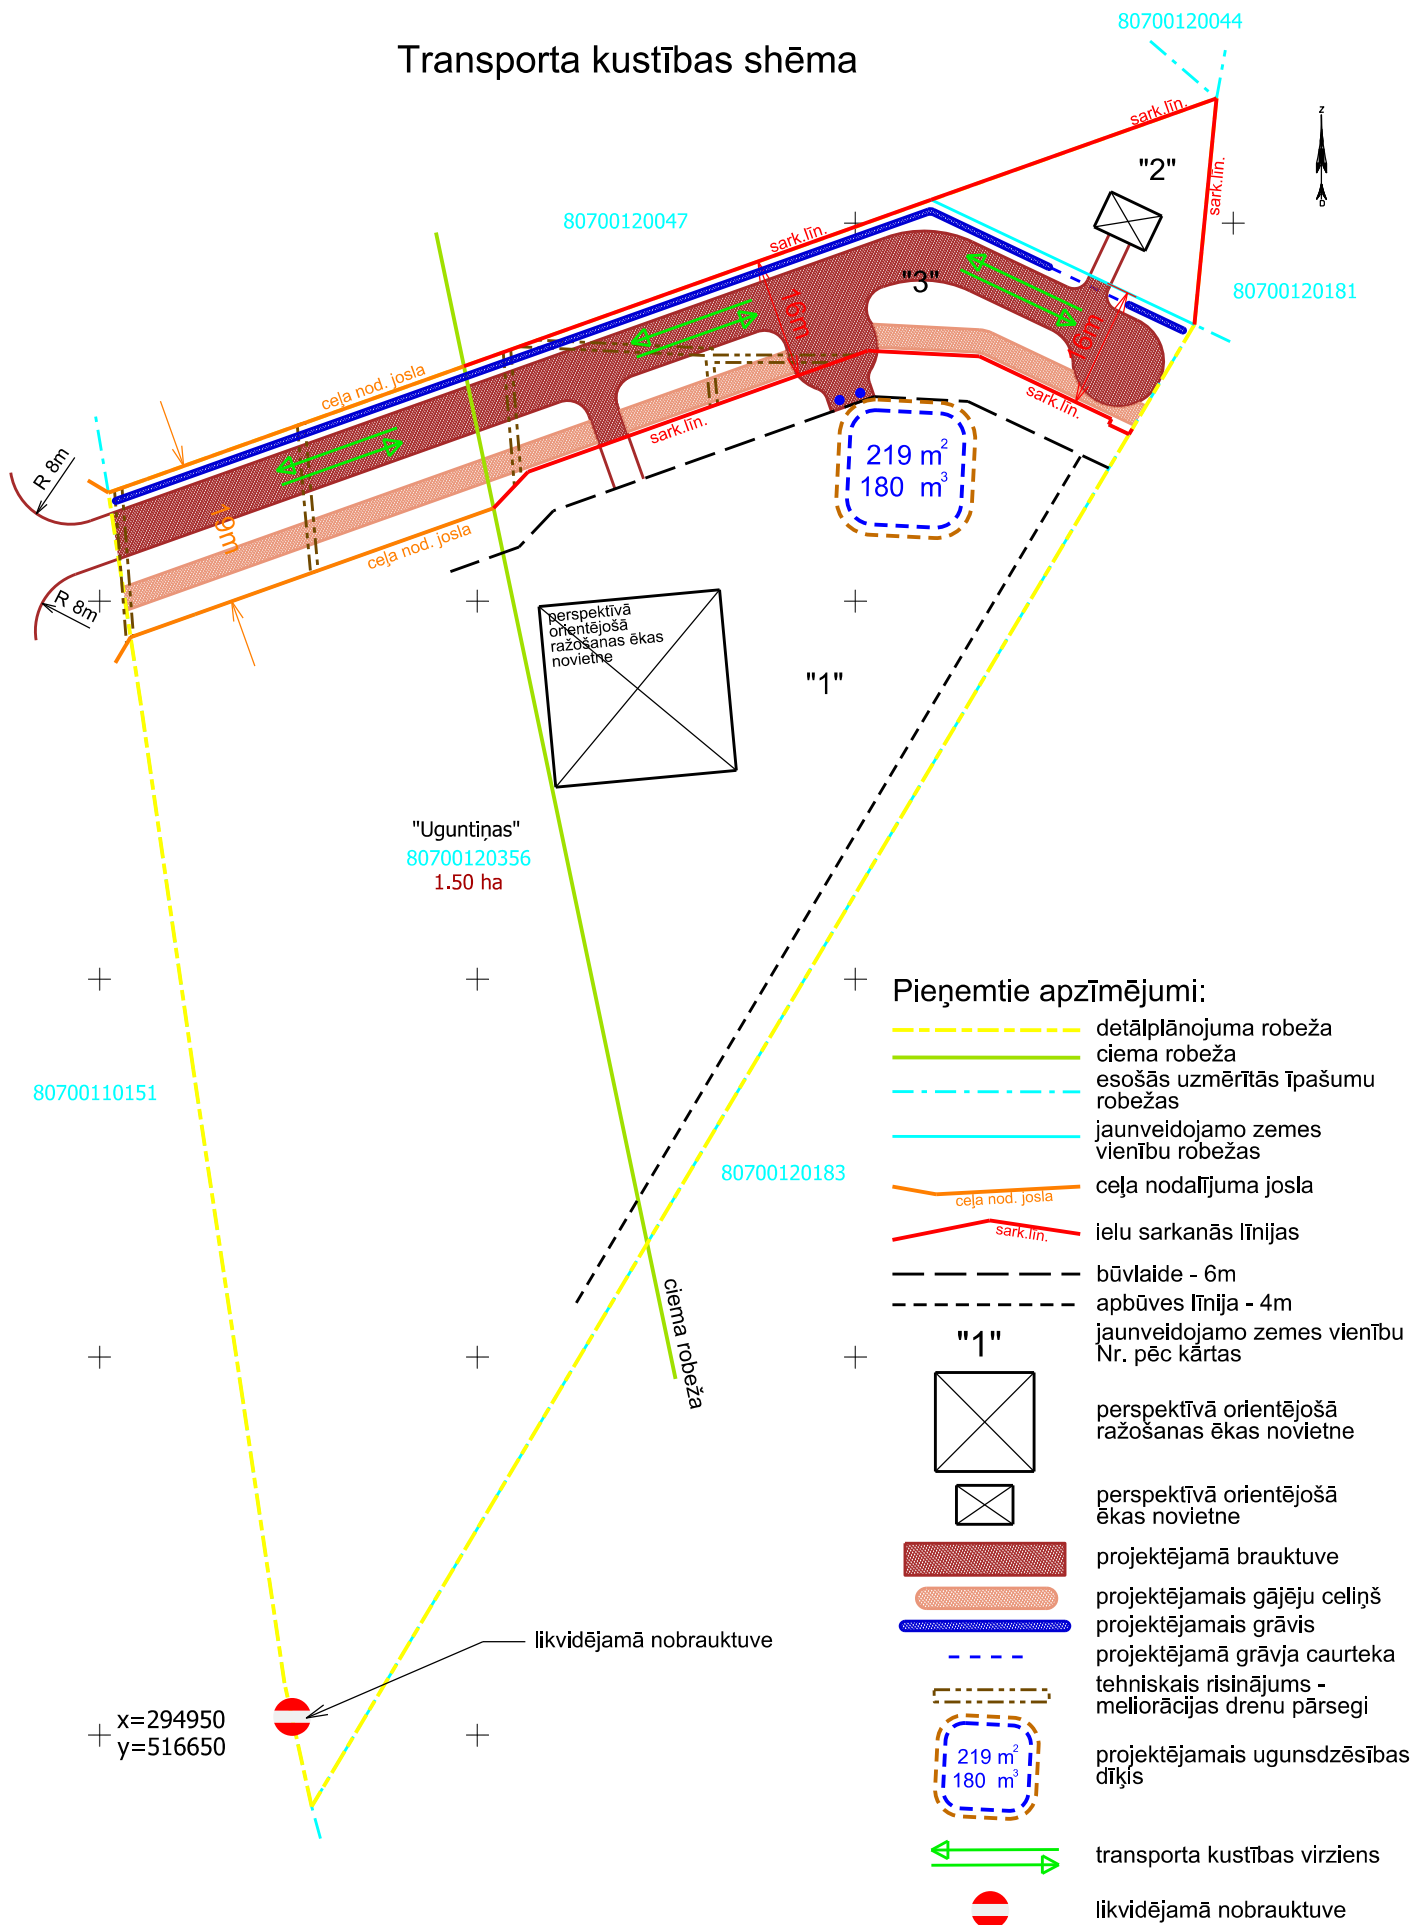 80700120044
Transporta kustības shēma
sark.līn.
z
"2"
sark.līn.
80700120047
sark.līn.
"3"
80700120181
16m
16m
ceļa nod. josla
sark.līn.
sark.līn.
R 8m
219 m²
180 m³
19m
ceļa nod. josla
R 8m
perspektīvā
orientējošā
ražošanas ēkas
novietne
"1"
"Uguntiņas"
80700120356
1.50 ha
80700110151
80700120183
ciema robeža
likvidējamā nobrauktuve
x=294950
y=516650
Pieņemtie apzīmējumi:
detālplānojuma robeža
ciema robeža
esošās uzmērītās īpašumu
robežas
jaunveidojamo zemes
vienību robežas
ceļa nod. josla
ceļa nodalījuma josla
sark.līn.
ielu sarkanās līnijas
būvlaide - 6m
apbūves līnija - 4m
"1"
jaunveidojamo zemes vienību
Nr. pēc kārtas
perspektīvā orientējošā
ražošanas ēkas novietne
perspektīvā orientējošā
ēkas novietne
projektējamā brauktuve
projektējamais gājēju celiņš
projektējamais grāvis
projektējamā grāvja caurteka
tehniskais risinājums -
meliorācijas drenu pārsegi
219 m²
180 m³
projektējamais ugunsdzēsības
dīķis
transporta kustības virziens
likvidējamā nobrauktuve